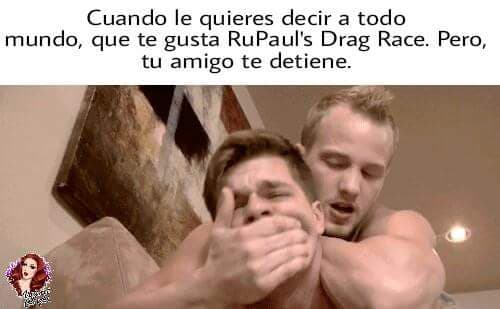 Cuando le quieres decir a todo
mundo, que te gusta RuPaul's Drag Race. Pero,
tu amigo te detiene.